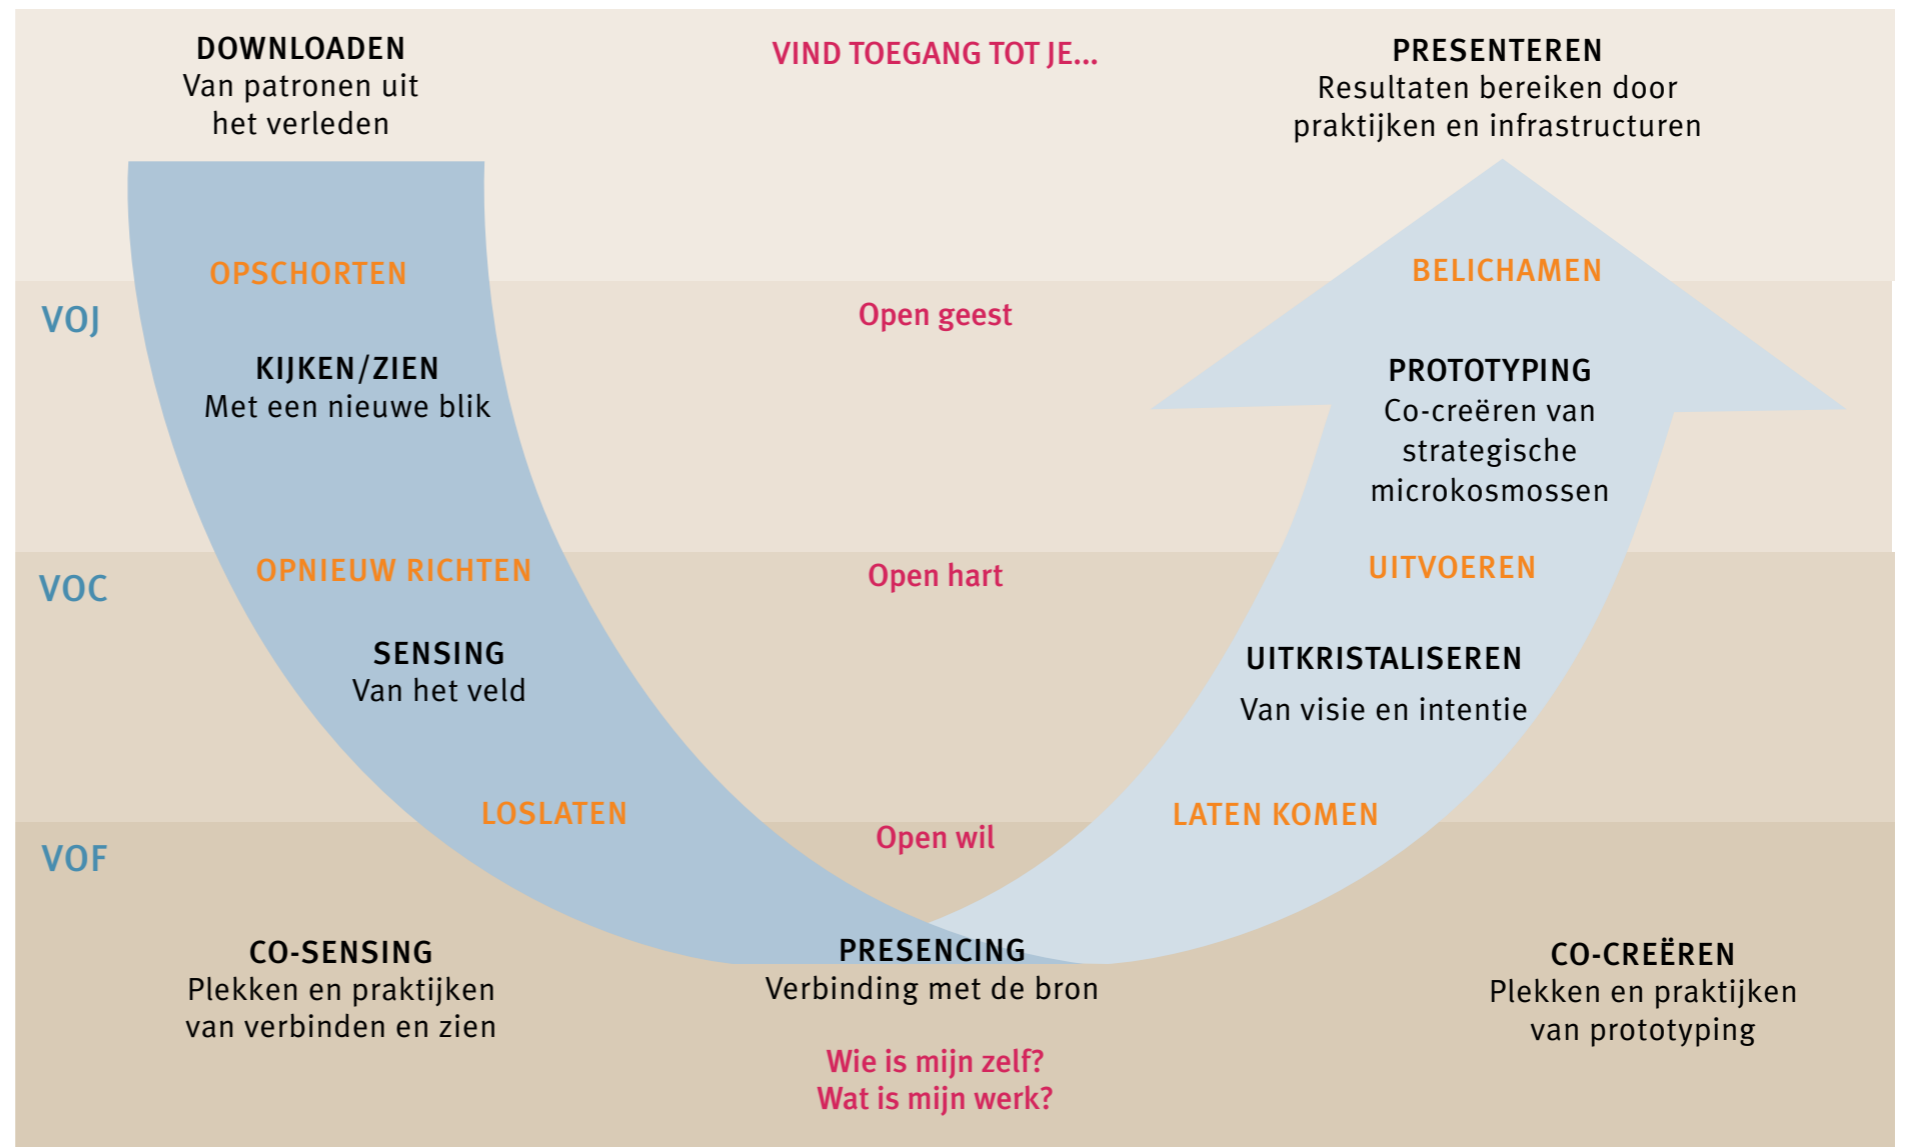 DOWNLOADEN
Van patronen uit
het verleden
VIND TOEGANG TOT JE...
PRESENTEREN
Resultaten bereiken door
praktijken en infrastructuren
OPSCHORTEN
BELICHAMEN
VOJ
Open geest
KIJKEN/ZIEN
Met een nieuwe blik
PROTOTYPING
Co-creëren van
strategische
microkosmossen
OPNIEUW RICHTEN
UITVOEREN
VOC
Open hart
SENSING
Van het veld
UITKRISTALISEREN
Van visie en intentie
LOSLATEN
LATEN KOMEN
VOF
Open wil
CO-SENSING
Plekken en praktijken
van verbinden en zien
PRESENCING
Verbinding met de bron
Wie is mijn zelf?
Wat is mijn werk?
CO-CREËREN
Plekken en praktijken
van prototyping